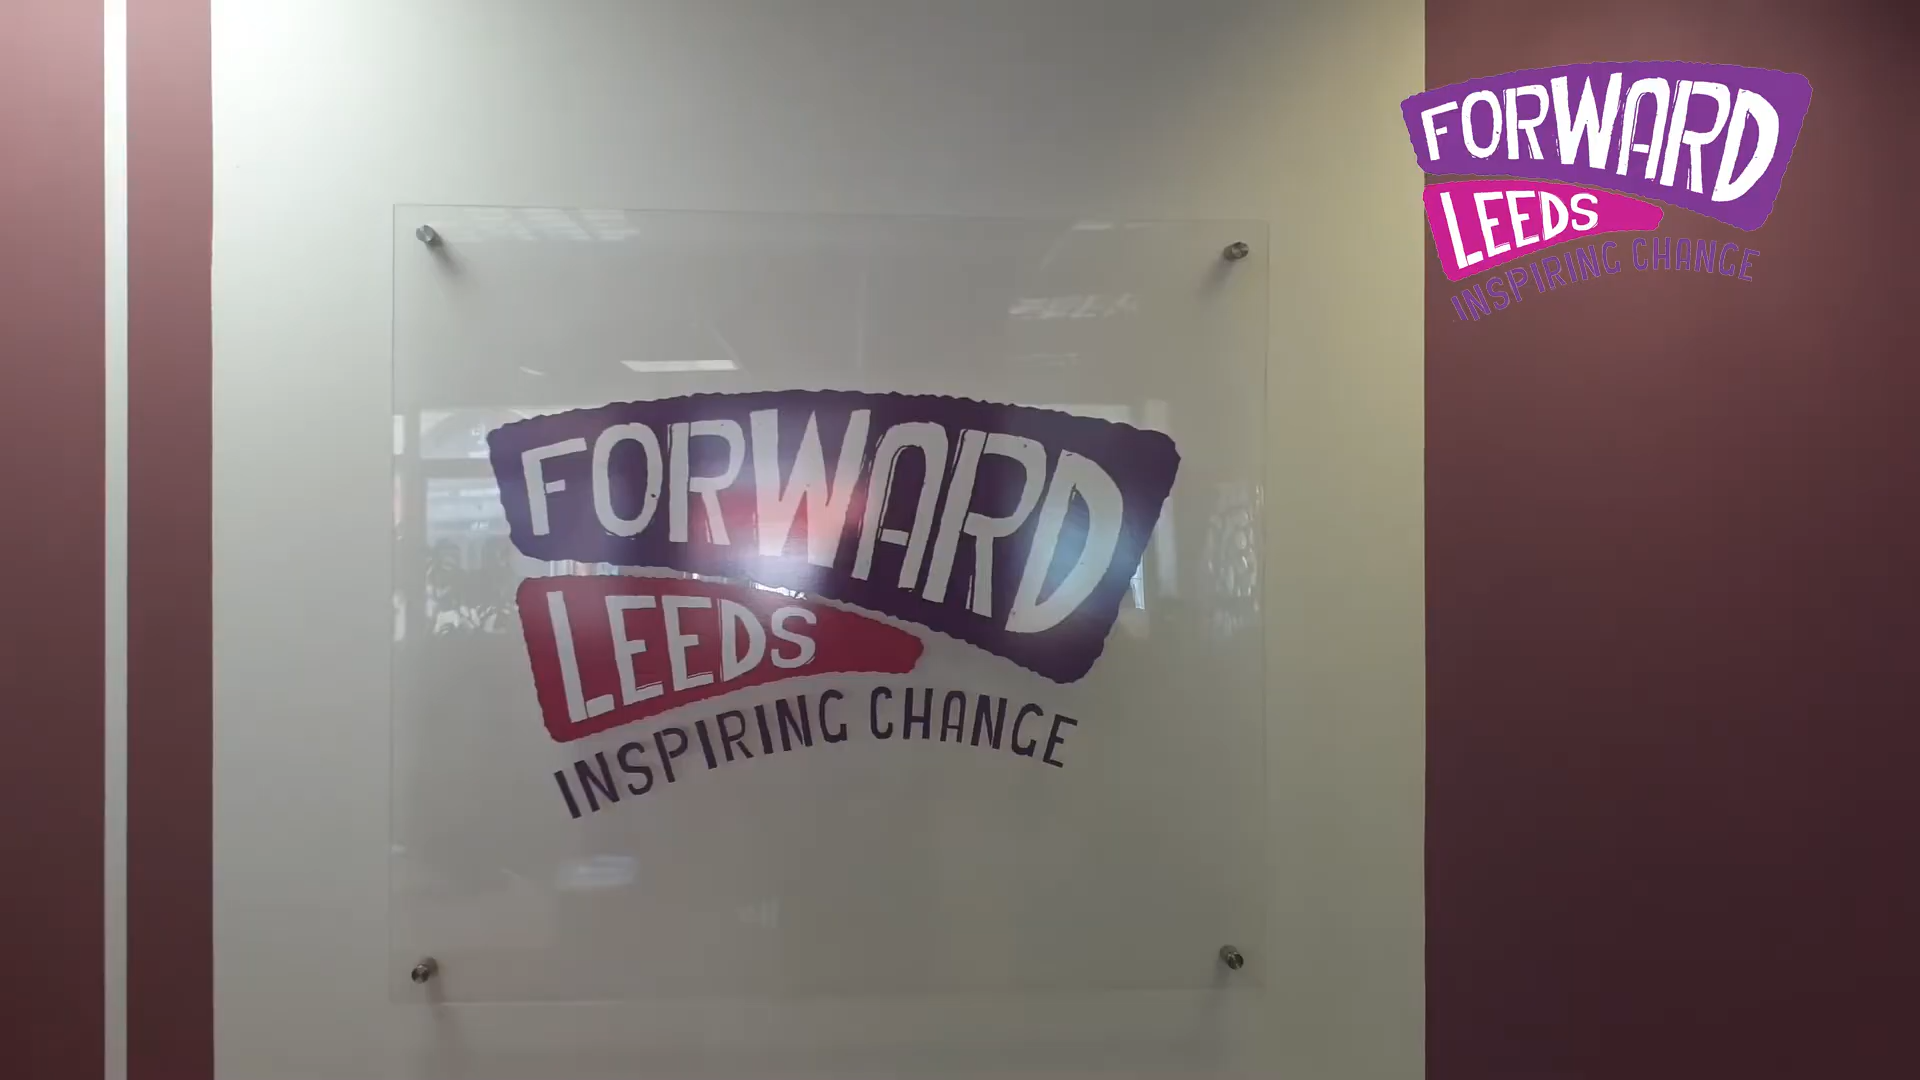 FORWARD
LEEDS
INSPIRING CHANGE
FORWARD
LEEDS
INSPIRING CHANGE